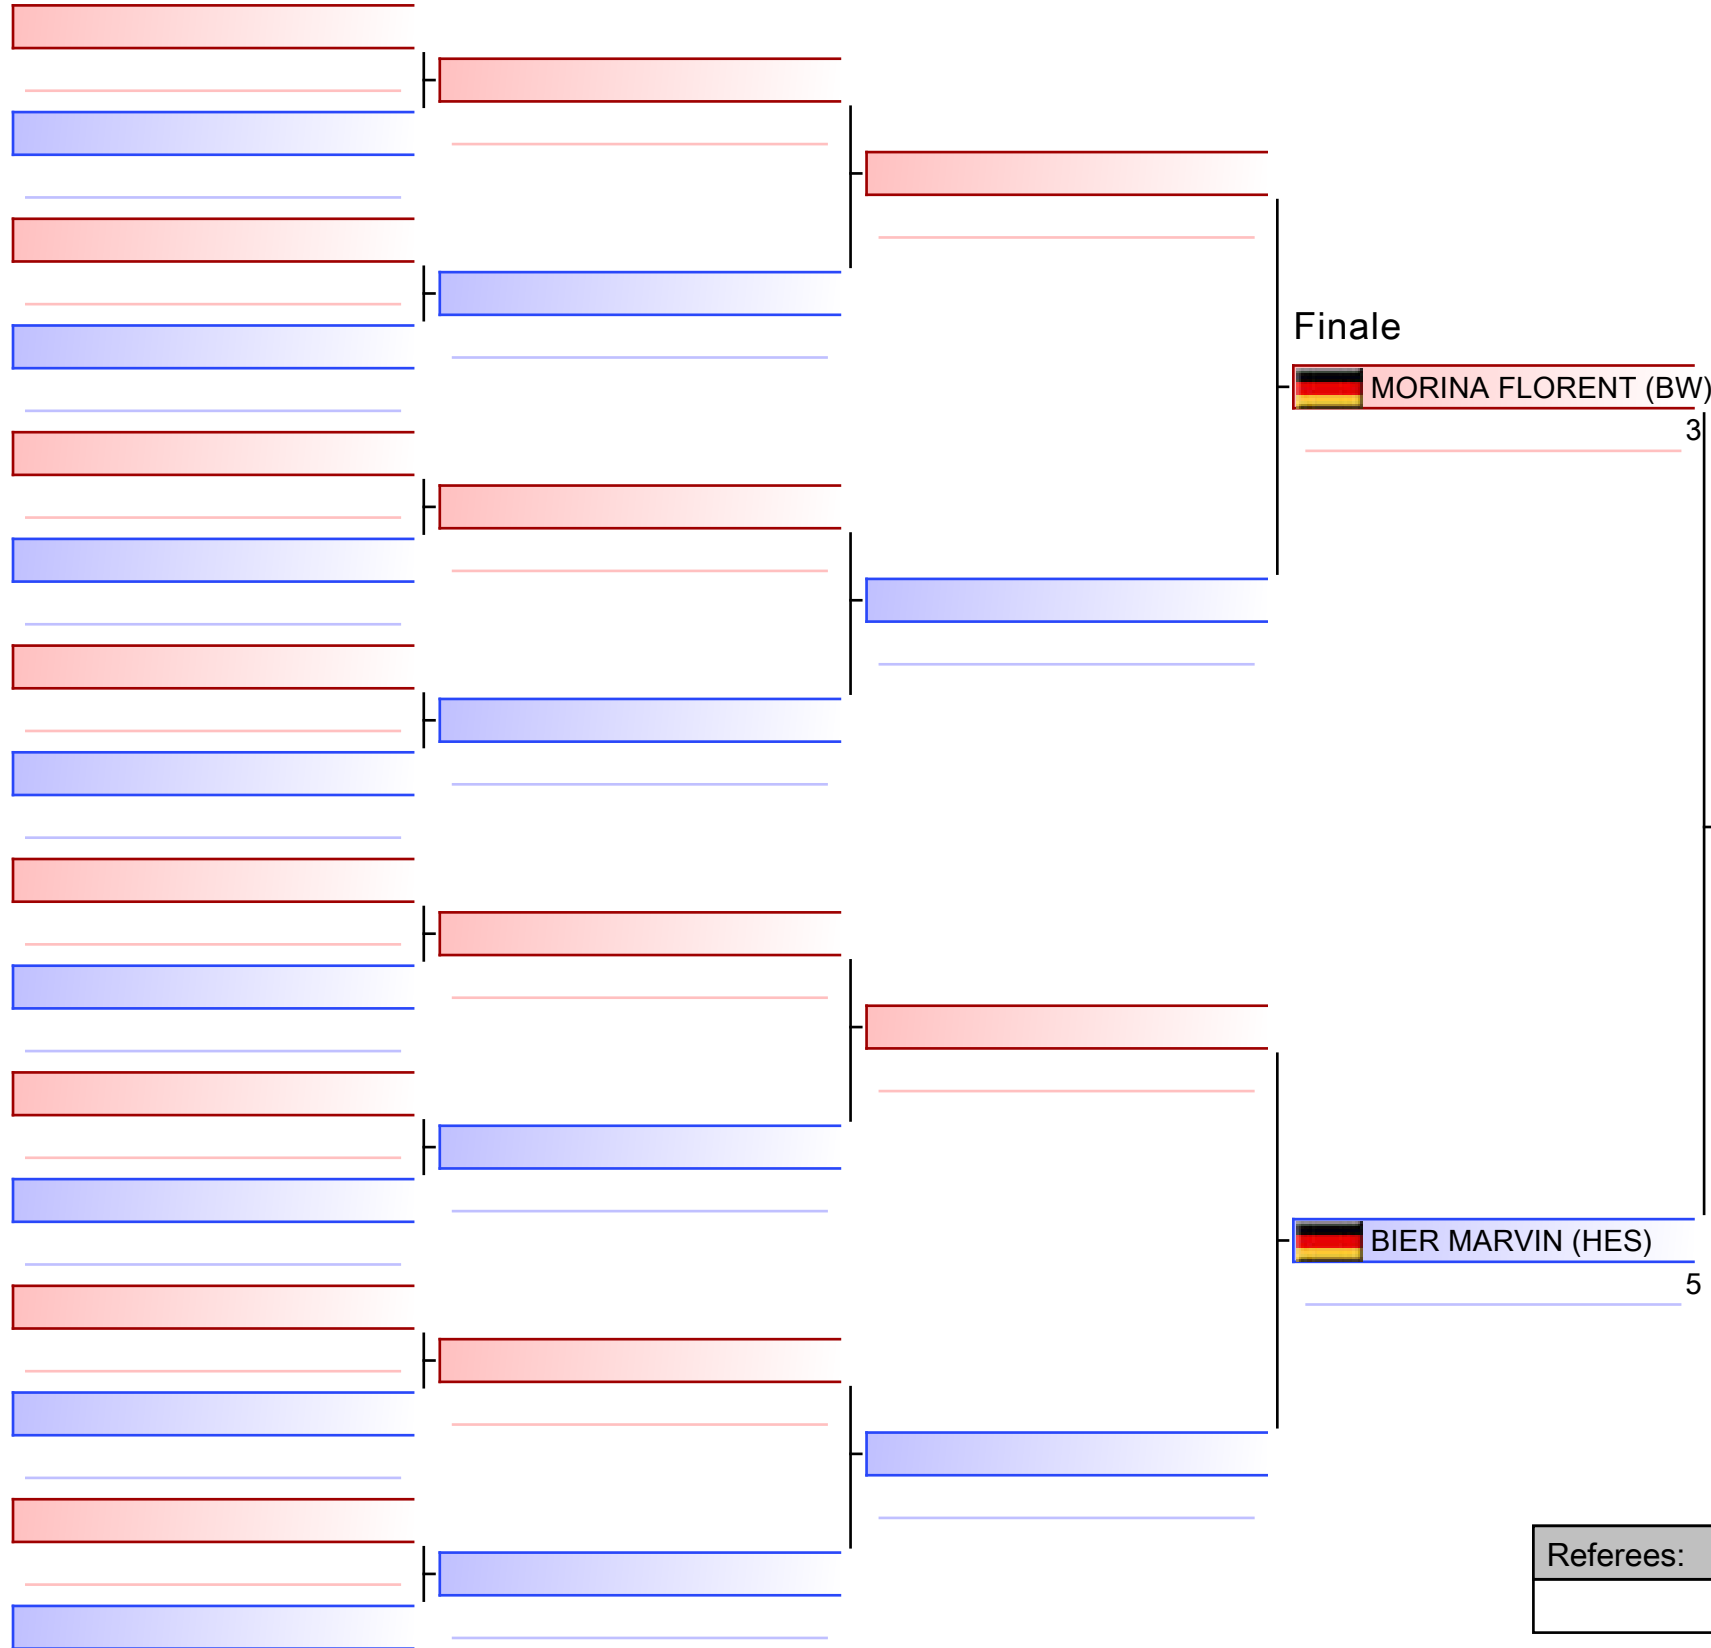 Finale
MORINA FLORENT (BW)
3
BIER MARVIN (HES)
5
Referees: